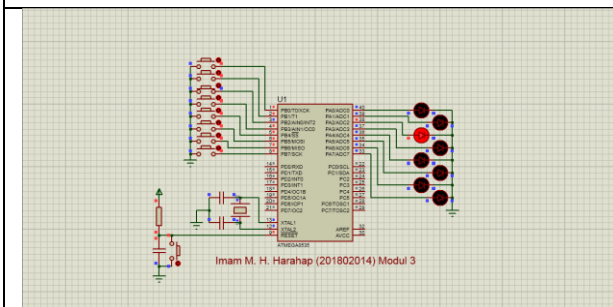 U1
PB0/T0/XCK
PB1/T1
PB2/AIN0/INT2
PB3/AIN1/OC0
PB4/SS
PB5/MOSI
PB6/MISO
PB7/SCK
PD0/RXD
PD1/TXD
PD2/INT0
PD3/INT1
PD4/OC1B
PD5/OC1A
PD6/ICP1
PD7/OC2
XTAL1
XTAL2
RESET
PA0/ADC0
PA1/ADC1
PA2/ADC2
PA3/ADC3
PA4/ADC4
PA5/ADC5
PA6/ADC6
PA7/ADC7
PC0/SCL
PC1/SDA
PC2
PC3
PC4
PC5
PC6/TOSC1
PC7/TOSC2
AREF
AVCC
ATMEGA8535
Imam M. H. Harahap (201802014) Modul 3